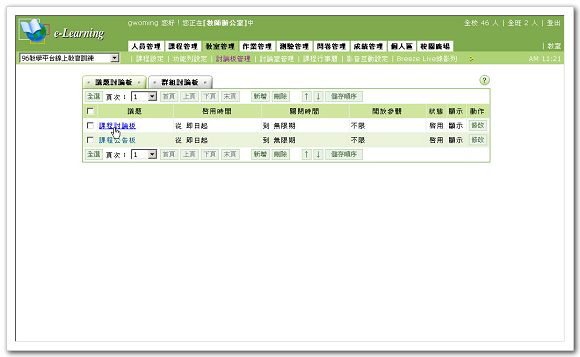 gwoming 您好！您正在[教師辦公室]中
全校 46 人 | 全班 2 人 | 登出
e-Learning
人員管理 課程管理 教室管理 作業管理 測驗管理 問卷管理 成績管理 個人區 校園廣場 | 教室
96教學平台線上教育訓練 | 課程設定 | 功能列設定 | 討論板管理 | 討論室管理 | 課程行事曆 | 影音互動設定 | Breeze Live錄影列 AM 11:21
議題討論板 群組討論板 ?
全選 頁次： 1 首頁 上頁 下頁 末頁 新增 刪除 ↑ ↓ 儲存順序
議題 啓用時間 關閉時間 開放參觀 狀態 顯示 動作
課程討論板 從 即日起 到 無限期 不限 啓用 顯示 修改
課程公告板 從 即日起 到 無限期 不限 啓用 顯示 修改
全選 頁次： 1 首頁 上頁 下頁 末頁 新增 刪除 ↑ ↓ 儲存順序